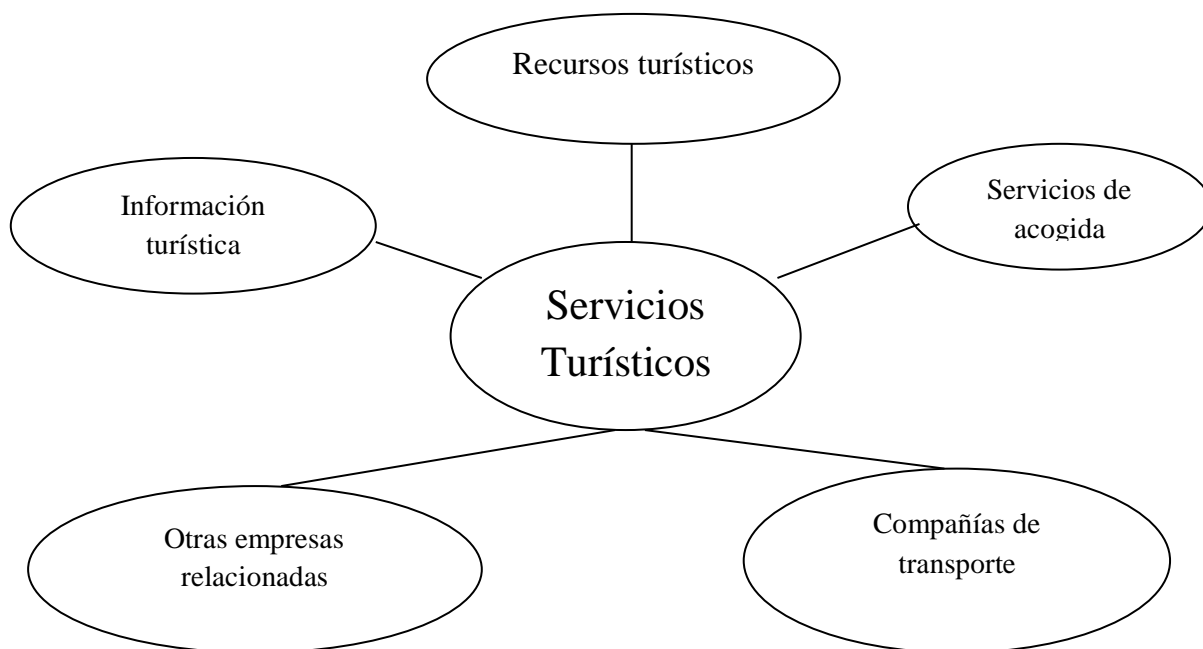 Recursos turísticos
Información
turística
Servicios de
acogida
Servicios
Turísticos
Otras empresas
relacionadas
Compañías de
transporte